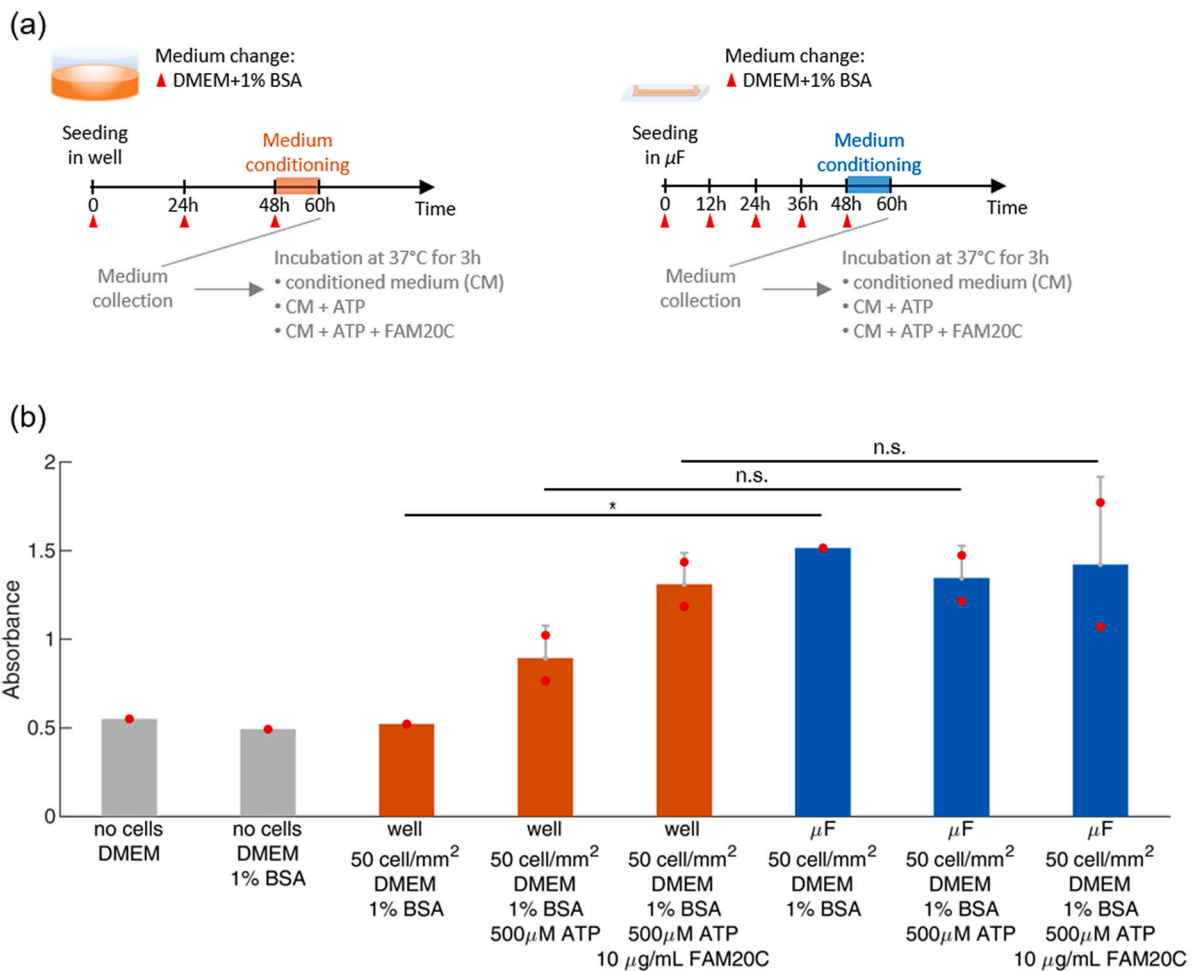 (a)
Medium change:
DMEM+1% BSA
Seeding
in well
Medium
conditioning
0
24h
48h
60h
Time
Medium
collection
Incubation at 37°C for 3h
• conditioned medium (CM)
• CM + ATP
• CM + ATP + FAM20C
Medium change:
DMEM+1% BSA
Seeding
in μF
Medium
conditioning
0
12h
24h
36h
48h
60h
Time
Medium
collection
Incubation at 37°C for 3h
• conditioned medium (CM)
• CM + ATP
• CM + ATP + FAM20C
(b)
n.s.
n.s.
*
2
1.5
1
0.5
0
Absorbance
no cells
DMEM
no cells
DMEM
1% BSA
well
50 cell/mm²
DMEM
1% BSA
well
50 cell/mm²
DMEM
1% BSA
500μM ATP
well
50 cell/mm²
DMEM
1% BSA
500μM ATP
10 μg/mL FAM20C
μF
50 cell/mm²
DMEM
1% BSA
μF
50 cell/mm²
DMEM
1% BSA
500μM ATP
μF
50 cell/mm²
DMEM
1% BSA
500μM ATP
10 μg/mL FAM20C